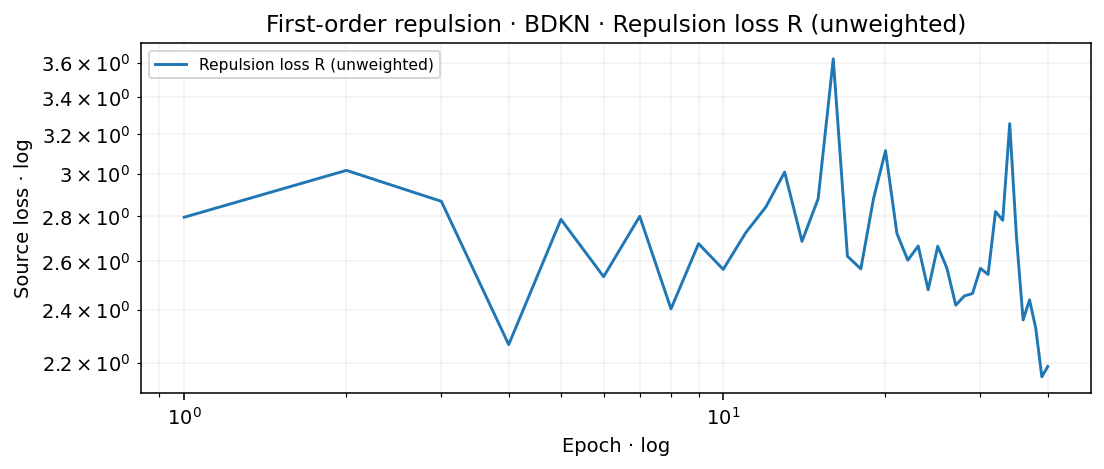 First-order repulsion · BDKN · Repulsion loss R (unweighted)
Repulsion loss R (unweighted)
Source loss · log
3.6 × 10⁰
3.4 × 10⁰
3.2 × 10⁰
3 × 10⁰
2.8 × 10⁰
2.6 × 10⁰
2.4 × 10⁰
2.2 × 10⁰
10⁰
10¹
Epoch · log